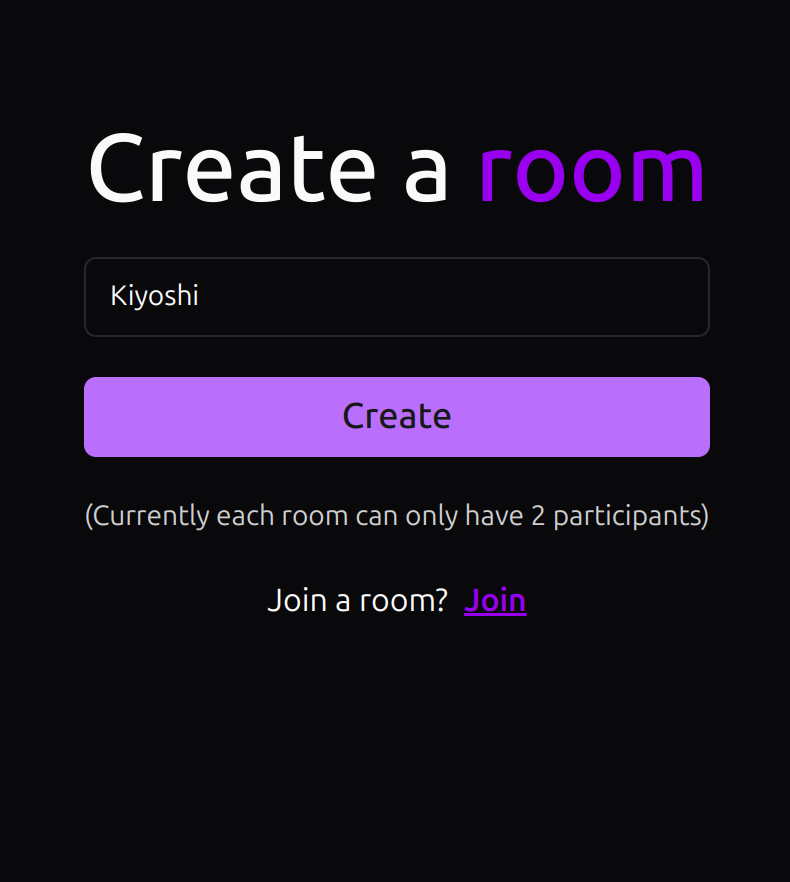 Create a room
Kiyoshi
Create
(Currently each room can only have 2 participants)
Join a room? Join